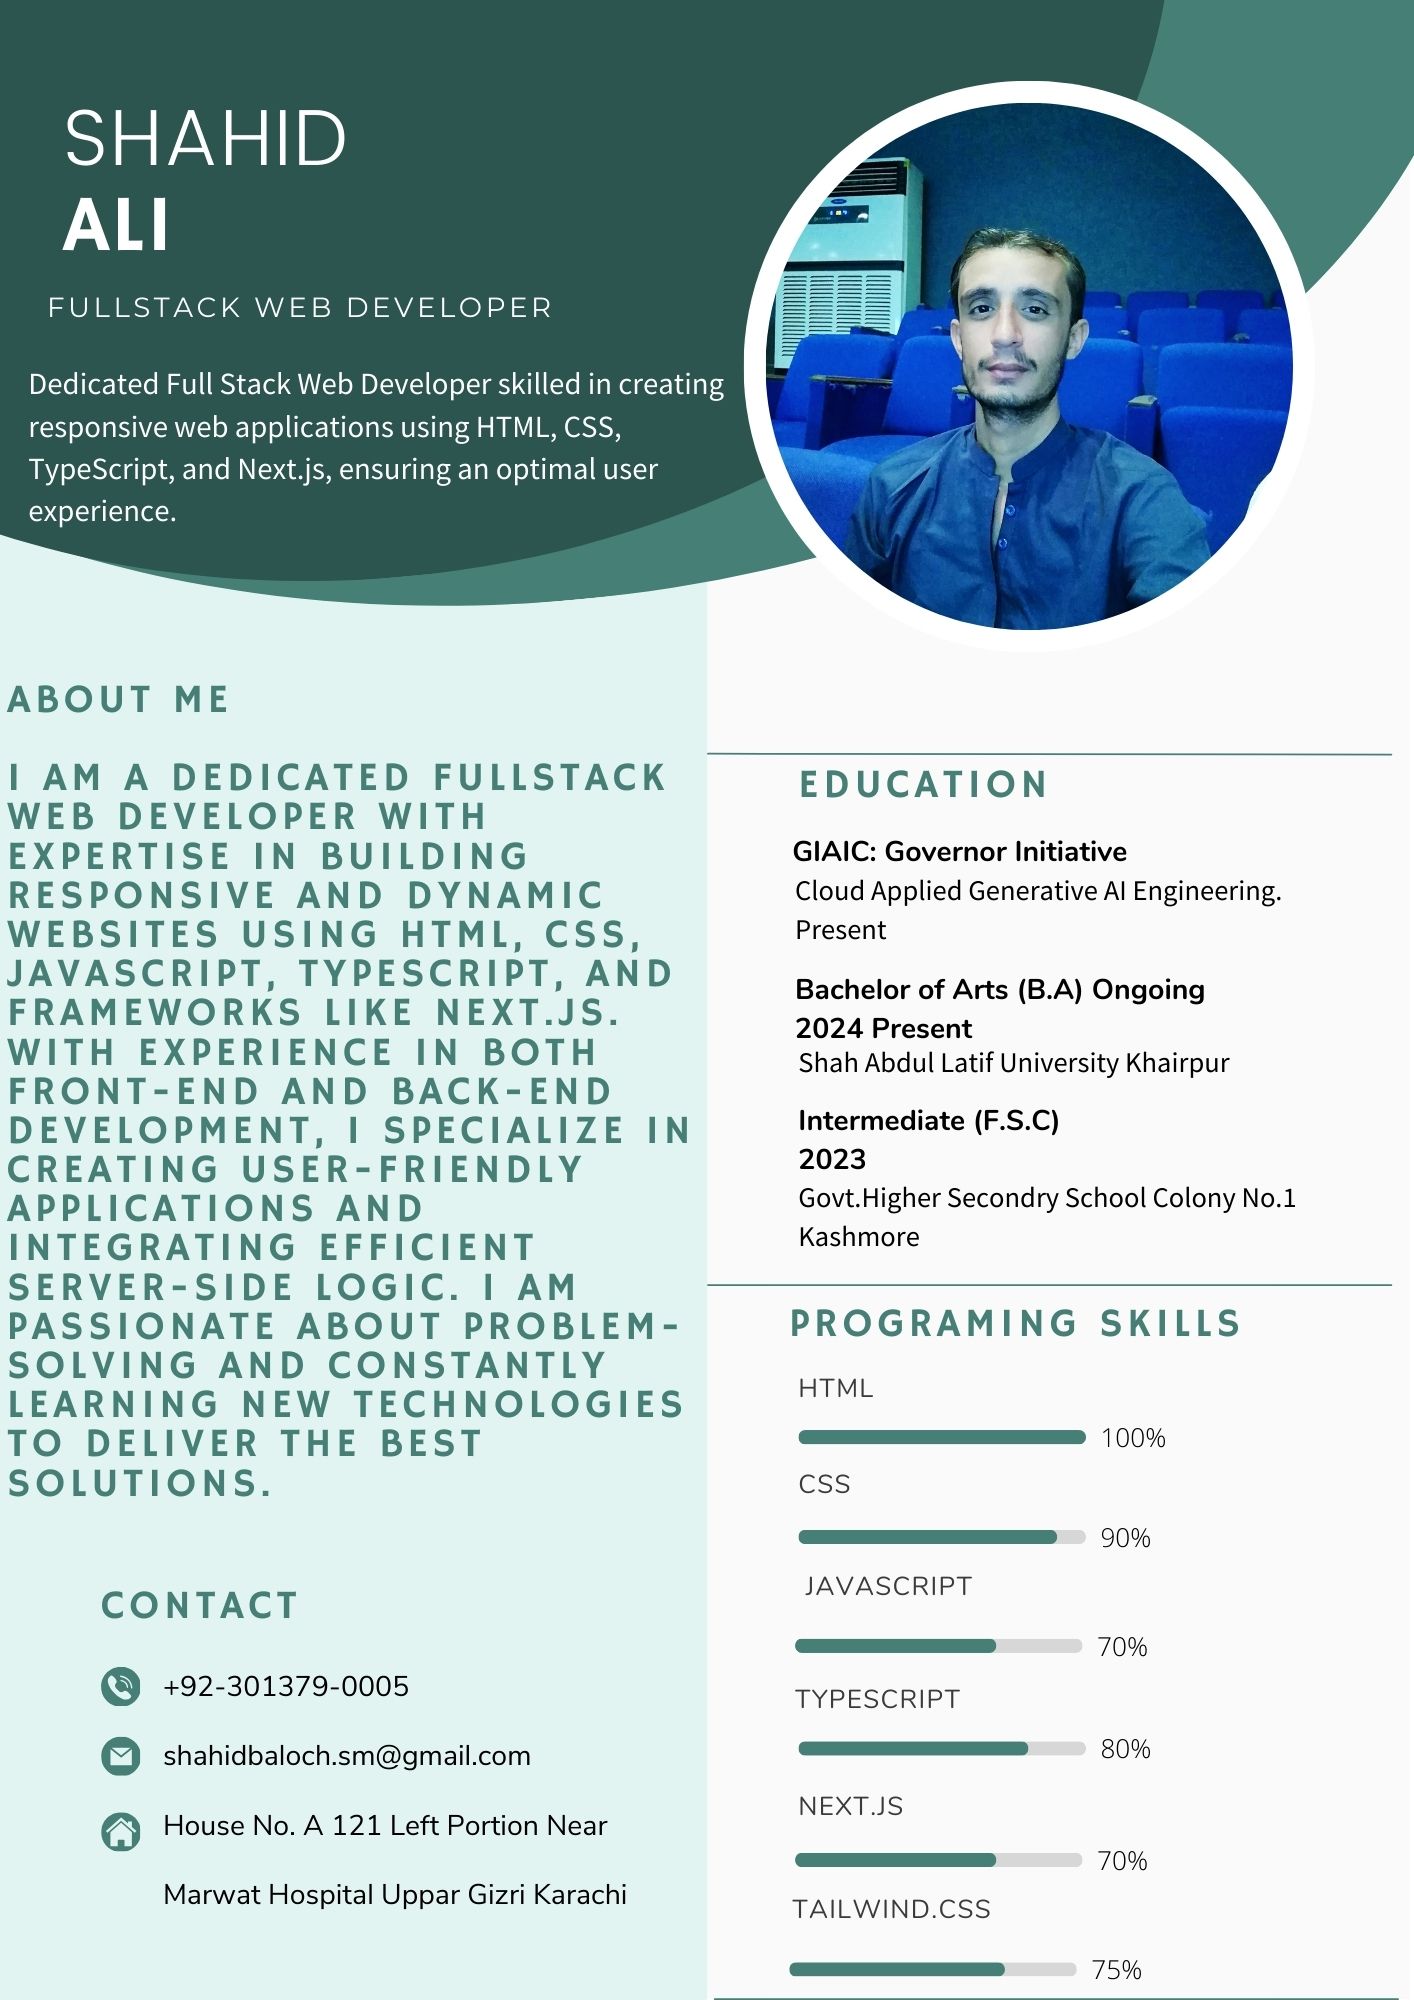 SHAHID
ALI
FULLSTACK WEB DEVELOPER
Dedicated Full Stack Web Developer skilled in creating
responsive web applications using HTML, CSS,
TypeScript, and Next.js, ensuring an optimal user
experience.
ABOUT ME
I AM A DEDICATED FULLSTACK
WEB DEVELOPER WITH
EXPERTISE IN BUILDING
RESPONSIVE AND DYNAMIC
WEBSITES USING HTML, CSS,
JAVASCRIPT, TYPESCRIPT, AND
FRAMEWORKS LIKE NEXT.JS.
WITH EXPERIENCE IN BOTH
FRONT-END AND BACK-END
DEVELOPMENT, I SPECIALIZE IN
CREATING USER-FRIENDLY
APPLICATIONS AND
INTEGRATING EFFICIENT
SERVER-SIDE LOGIC. I AM
PASSIONATE ABOUT PROBLEM-
SOLVING AND CONSTANTLY
LEARNING NEW TECHNOLOGIES
TO DELIVER THE BEST
SOLUTIONS.
CONTACT
+92-301379-0005
shahidbaloch.sm@gmail.com
House No. A 121 Left Portion Near
Marwat Hospital Uppar Gizri Karachi
EDUCATION
GIAIC: Governor Initiative
Cloud Applied Generative AI Engineering.
Present
Bachelor of Arts (B.A) Ongoing
2024 Present
Shah Abdul Latif University Khairpur
Intermediate (F.S.C)
2023
Govt.Higher Secondry School Colony No.1
Kashmore
PROGRAMING SKILLS
HTML
100%
CSS
90%
JAVASCRIPT
70%
TYPESCRIPT
80%
NEXT.JS
70%
TAILWIND.CSS
75%